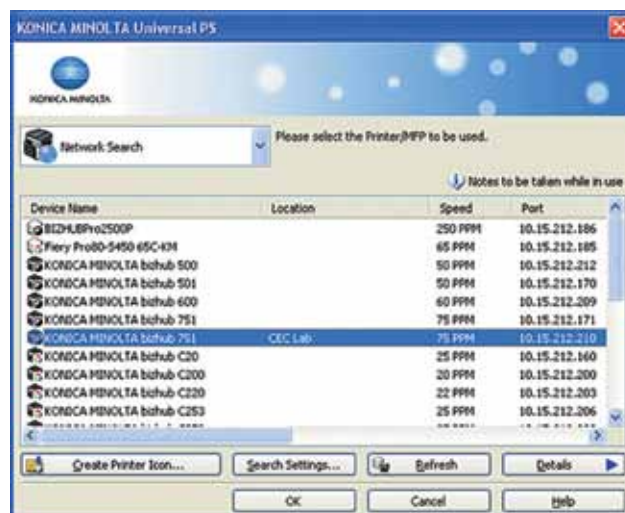 KONICA MINOLTA Universal PS
KONICA MINOLTA
Network Search
Please select the Printer/MFP to be used.
Notes to be taken while in use
Device Name Location Speed Port
BIZHUBPro2500P 250 PPM 10.15.212.186
Fiery Pro80-S450 65C-KM 65 PPM 10.15.212.185
KONICA MINOLTA bizhub 500 50 PPM 10.15.212.212
KONICA MINOLTA bizhub 501 50 PPM 10.15.212.170
KONICA MINOLTA bizhub 600 60 PPM 10.15.212.209
KONICA MINOLTA bizhub 751 75 PPM 10.15.212.171
KONICA MINOLTA bizhub 751 CEC Lab 75 PPM 10.15.212.210
KONICA MINOLTA bizhub C20 25 PPM 10.15.212.160
KONICA MINOLTA bizhub C200 20 PPM 10.15.212.200
KONICA MINOLTA bizhub C220 22 PPM 10.15.212.203
KONICA MINOLTA bizhub C253 25 PPM 10.15.212.206
Create Printer Icon... Search Settings... Refresh Details
OK Cancel Help